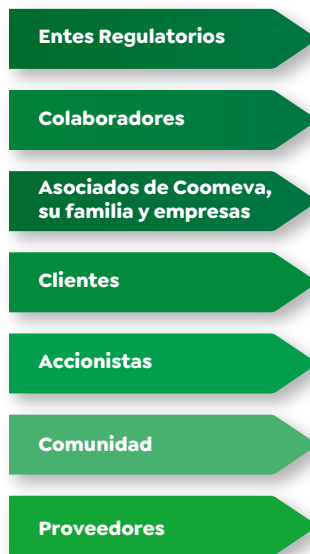 Entes Regulatorios
Colaboradores
Asociados de Coomeva,
su familia y empresas
Clientes
Accionistas
Comunidad
Proveedores